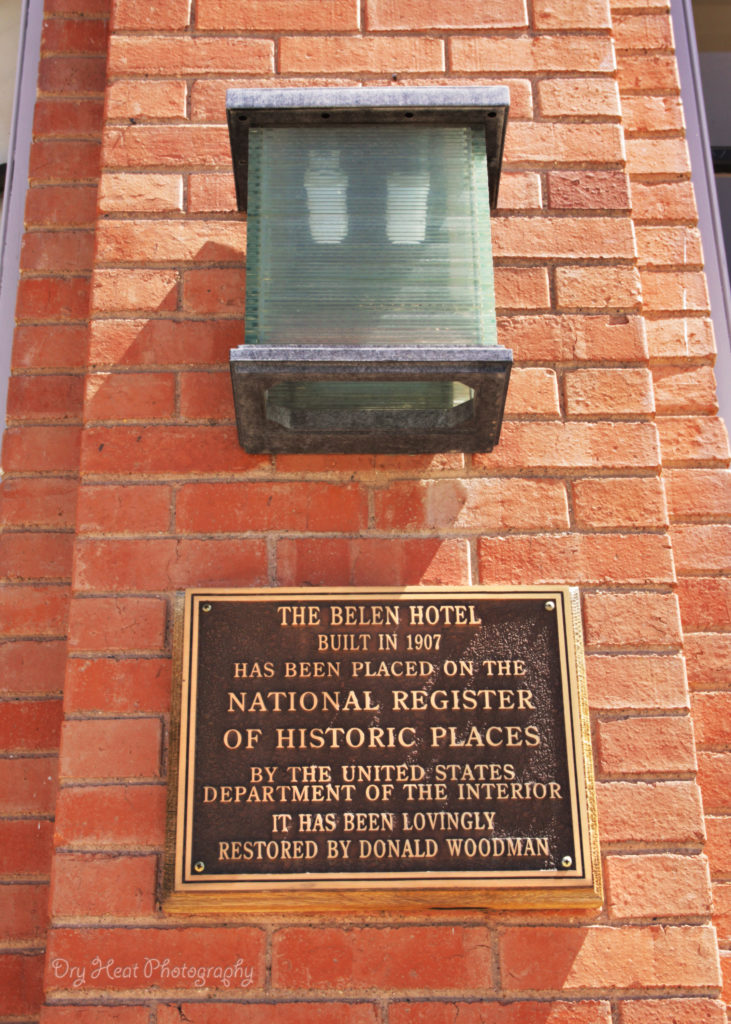 THE BELEN HOTEL
BUILT IN 1907
HAS BEEN PLACED ON THE
NATIONAL REGISTER
OF HISTORIC PLACES
BY THE UNITED STATES
DEPARTMENT OF THE INTERIOR
IT HAS BEEN LOVINGLY
RESTORED BY DONALD WOODMAN
Dry Heat Photography